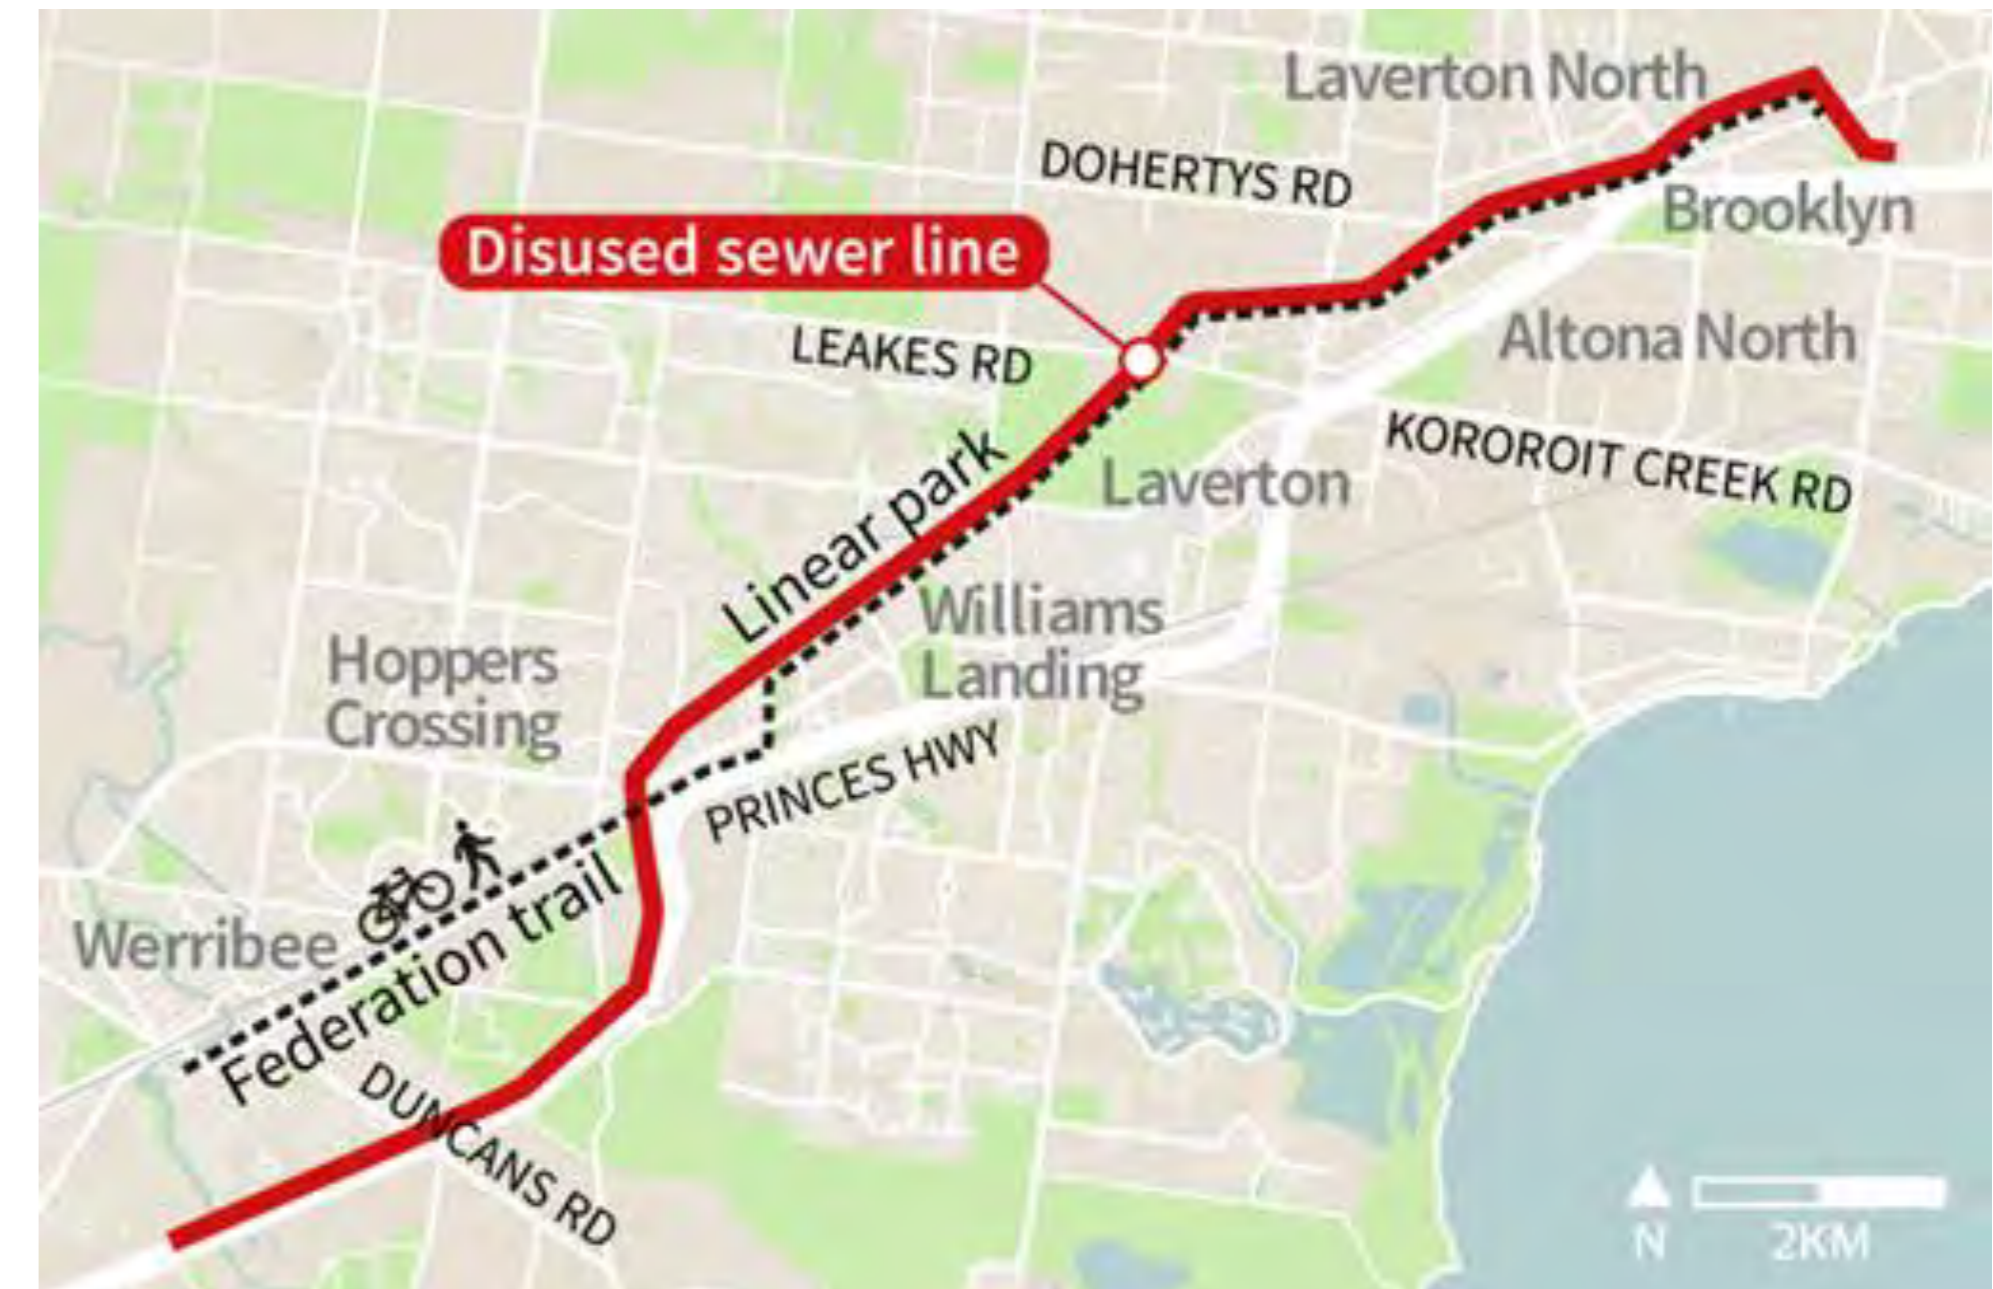 Laverton North
DOHERTYS RD
Brooklyn
Disused sewer line
LEAKES RD
Altona North
KOROROIT CREEK RD
Laverton
Linear park
Williams
Landing
Hoppers
Crossing
PRINCES HWY
Werribee
Federation trail
DUNCANS RD
N
2KM